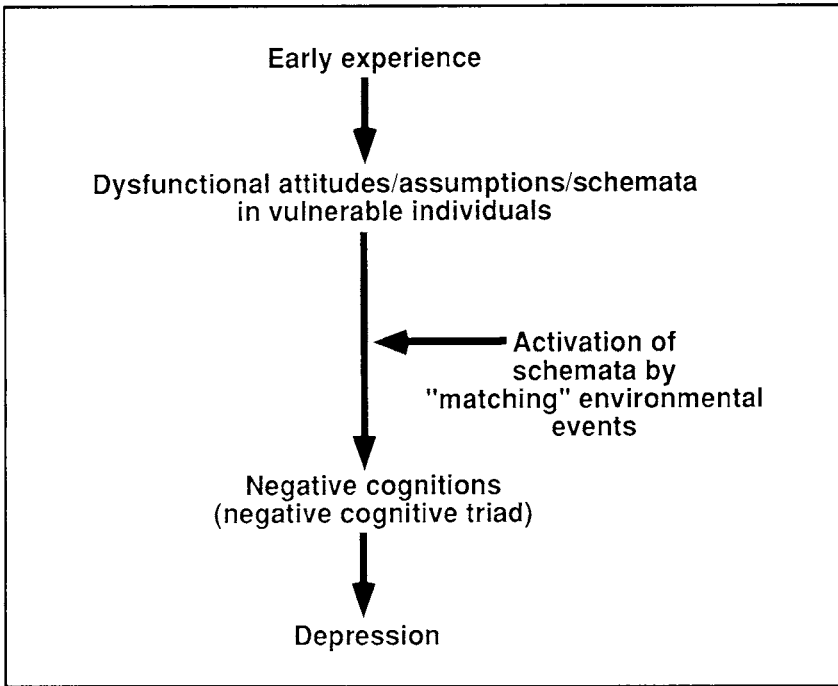 Early experience
Dysfunctional attitudes/assumptions/schemata
in vulnerable individuals
Activation of
schemata by
"matching" environmental
events
Negative cognitions
(negative cognitive triad)
Depression